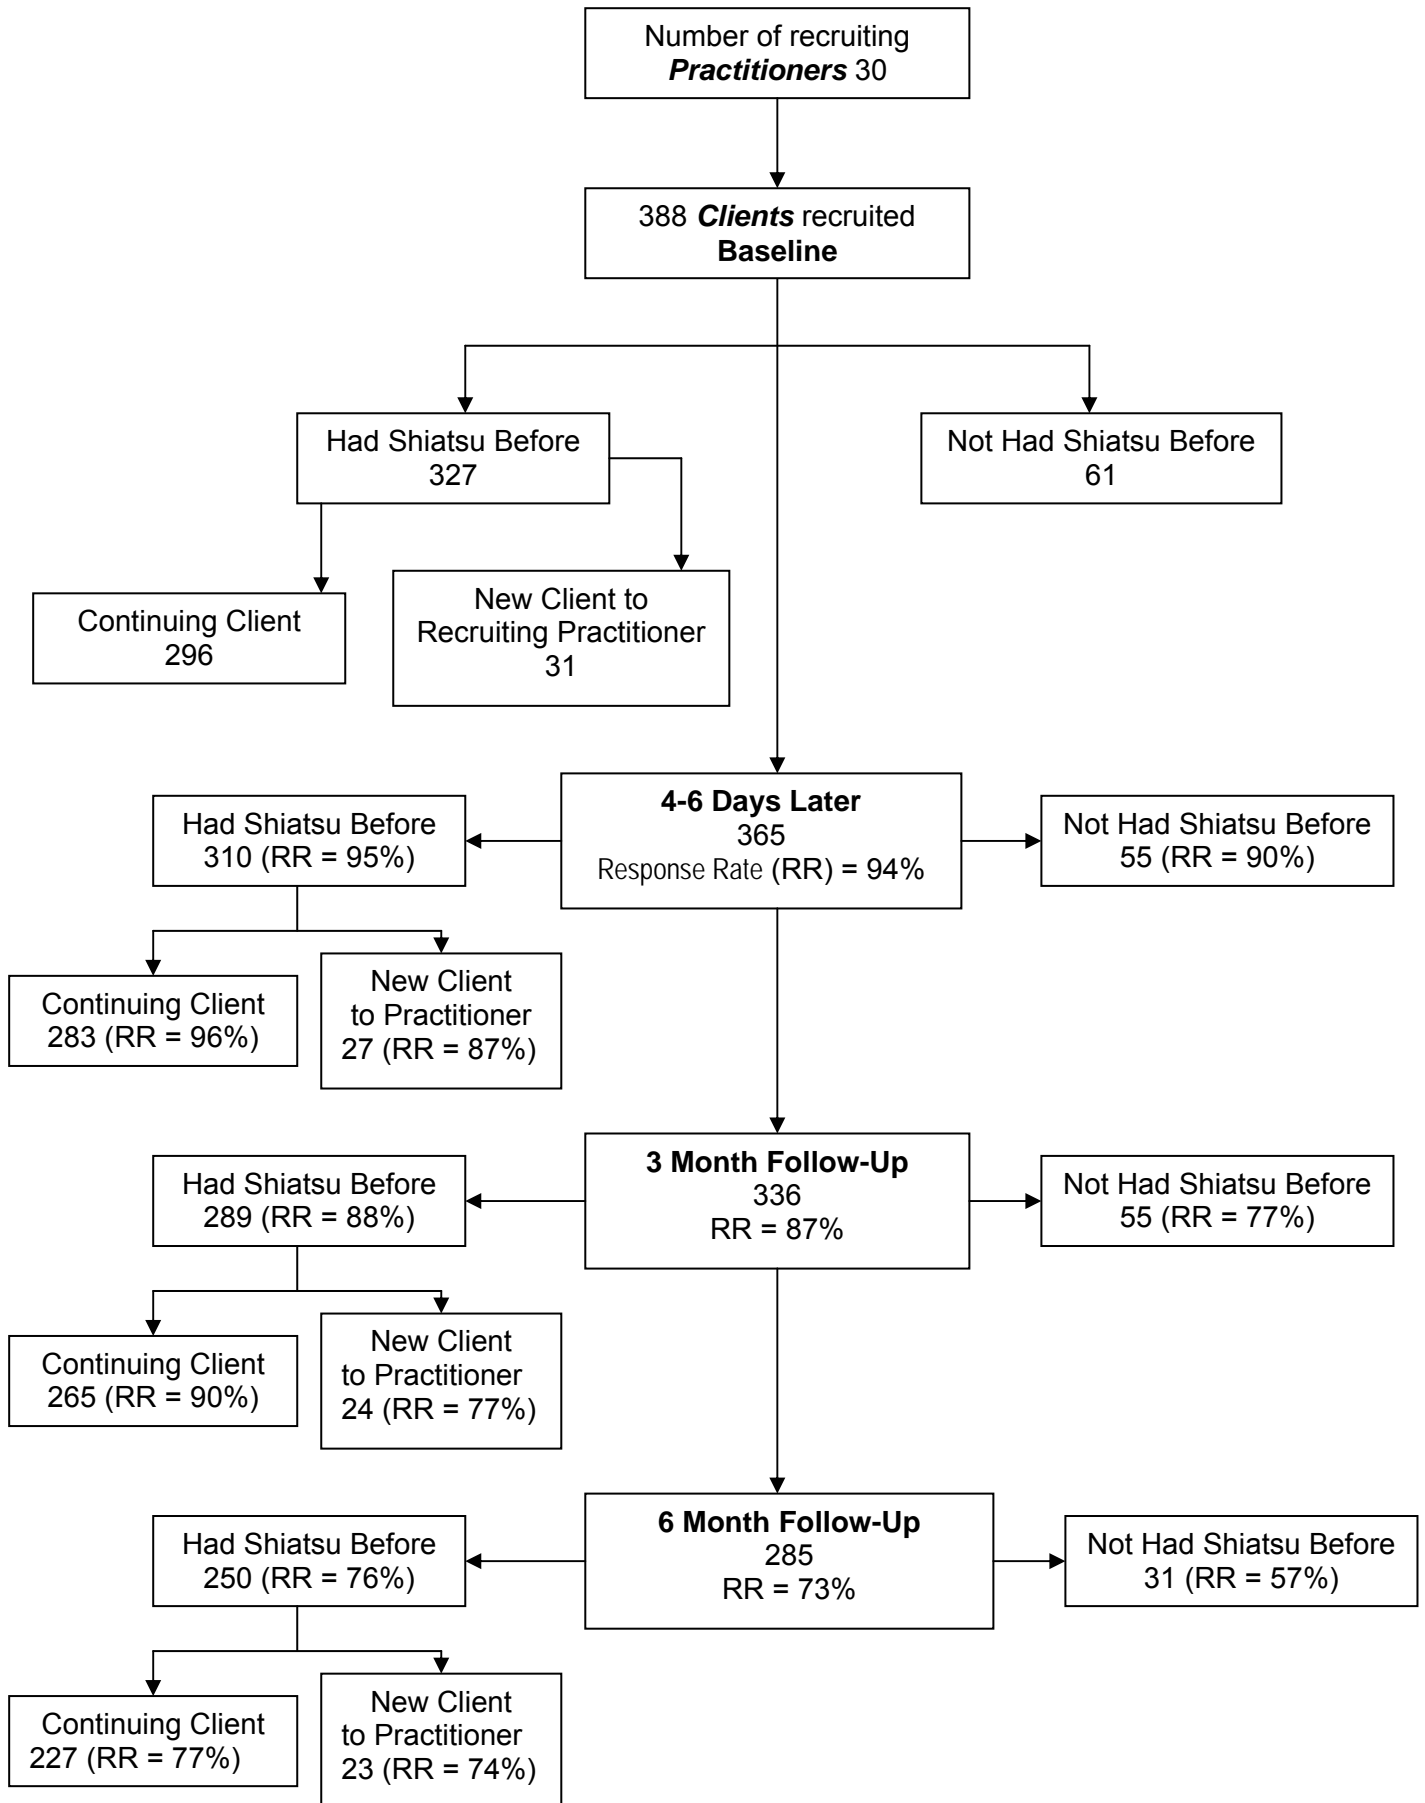 Number of recruiting
Practitioners 30
388 Clients recruited
Baseline
Had Shiatsu Before
327
Not Had Shiatsu Before
61
Continuing Client
296
New Client to
Recruiting Practitioner
31
4-6 Days Later
365
Response Rate (RR) = 94%
Had Shiatsu Before
310 (RR = 95%)
Not Had Shiatsu Before
55 (RR = 90%)
Continuing Client
283 (RR = 96%)
New Client
to Practitioner
27 (RR = 87%)
3 Month Follow-Up
336
RR = 87%
Had Shiatsu Before
289 (RR = 88%)
Not Had Shiatsu Before
55 (RR = 77%)
Continuing Client
265 (RR = 90%)
New Client
to Practitioner
24 (RR = 77%)
6 Month Follow-Up
285
RR = 73%
Had Shiatsu Before
250 (RR = 76%)
Not Had Shiatsu Before
31 (RR = 57%)
Continuing Client
227 (RR = 77%)
New Client
to Practitioner
23 (RR = 74%)